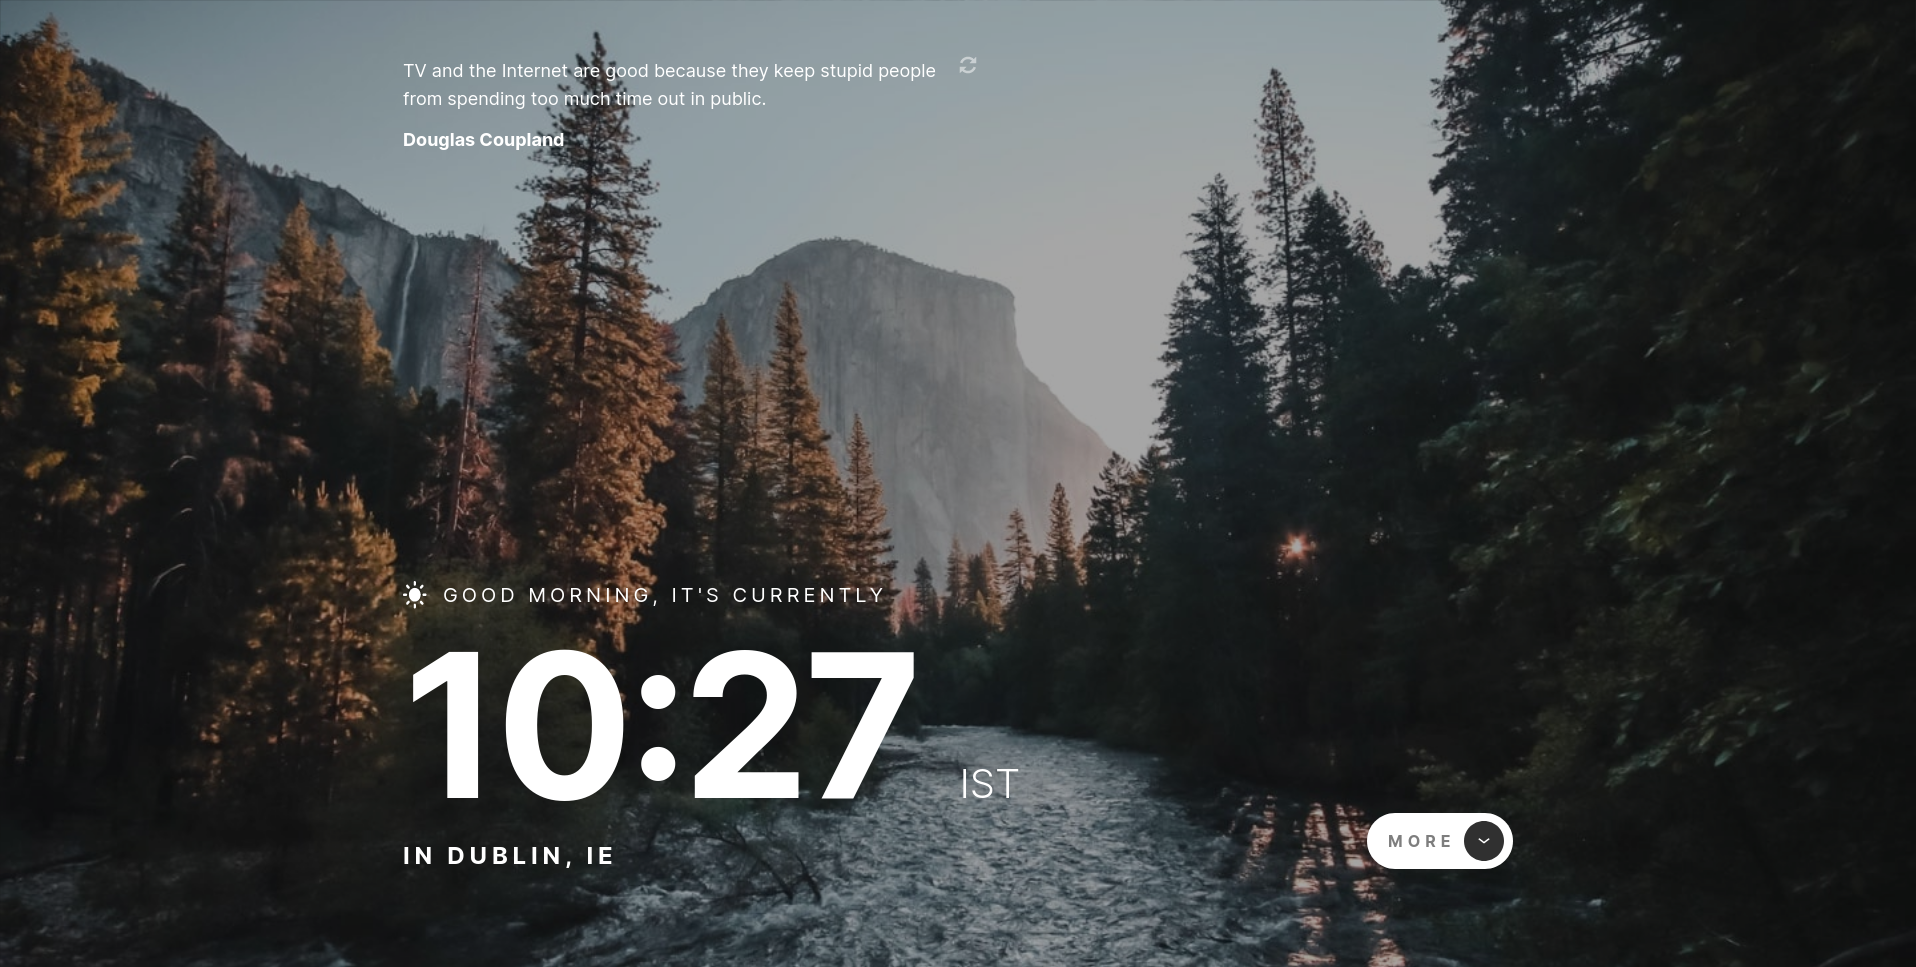 TV and the Internet are good because they keep stupid people
from spending too much time out in public.
Douglas Coupland
GOOD MORNING, IT'S CURRENTLY
10:27 IST
IN DUBLIN, IE
MORE